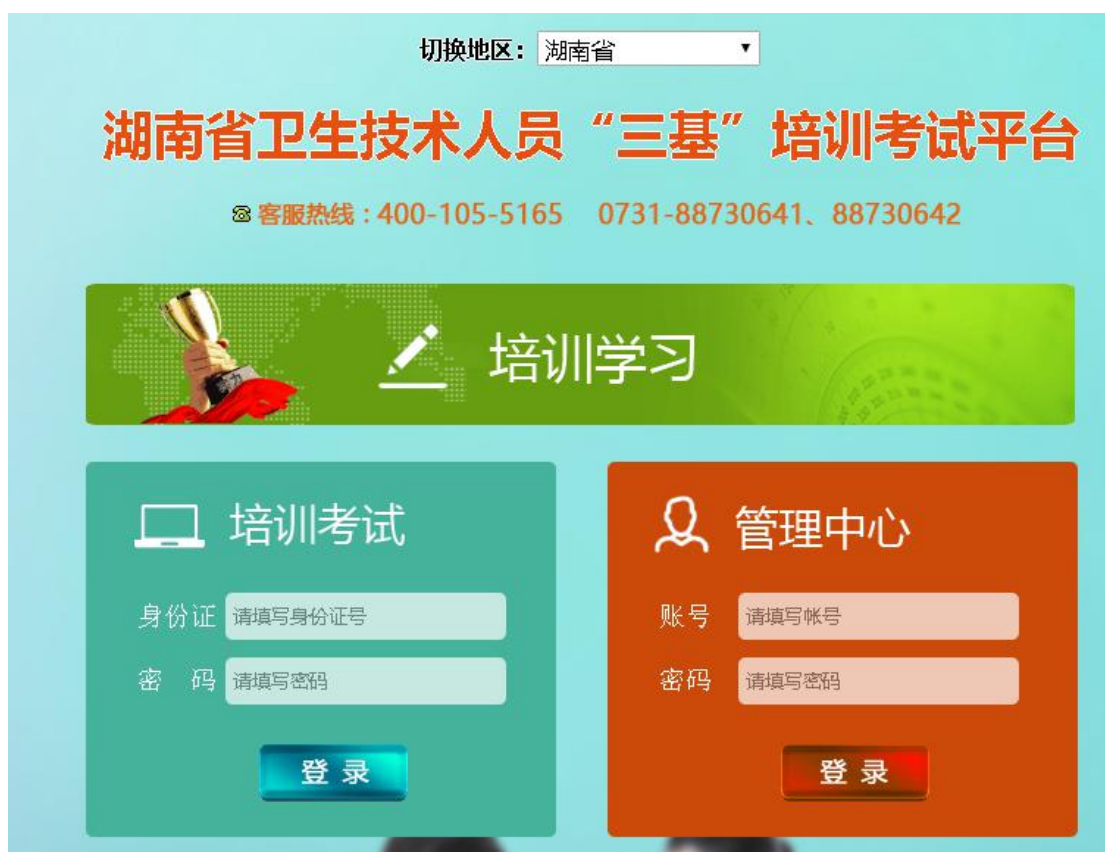 切换地区： 湖南省
湖南省卫生技术人员“三基”培训考试平台
客服热线：400-105-5165 0731-88730641、88730642
培训学习
培训考试
身份证 请填写身份证号
密 码 请填写密码
登 录
管理中心
账号 请填写帐号
密码 请填写密码
登 录